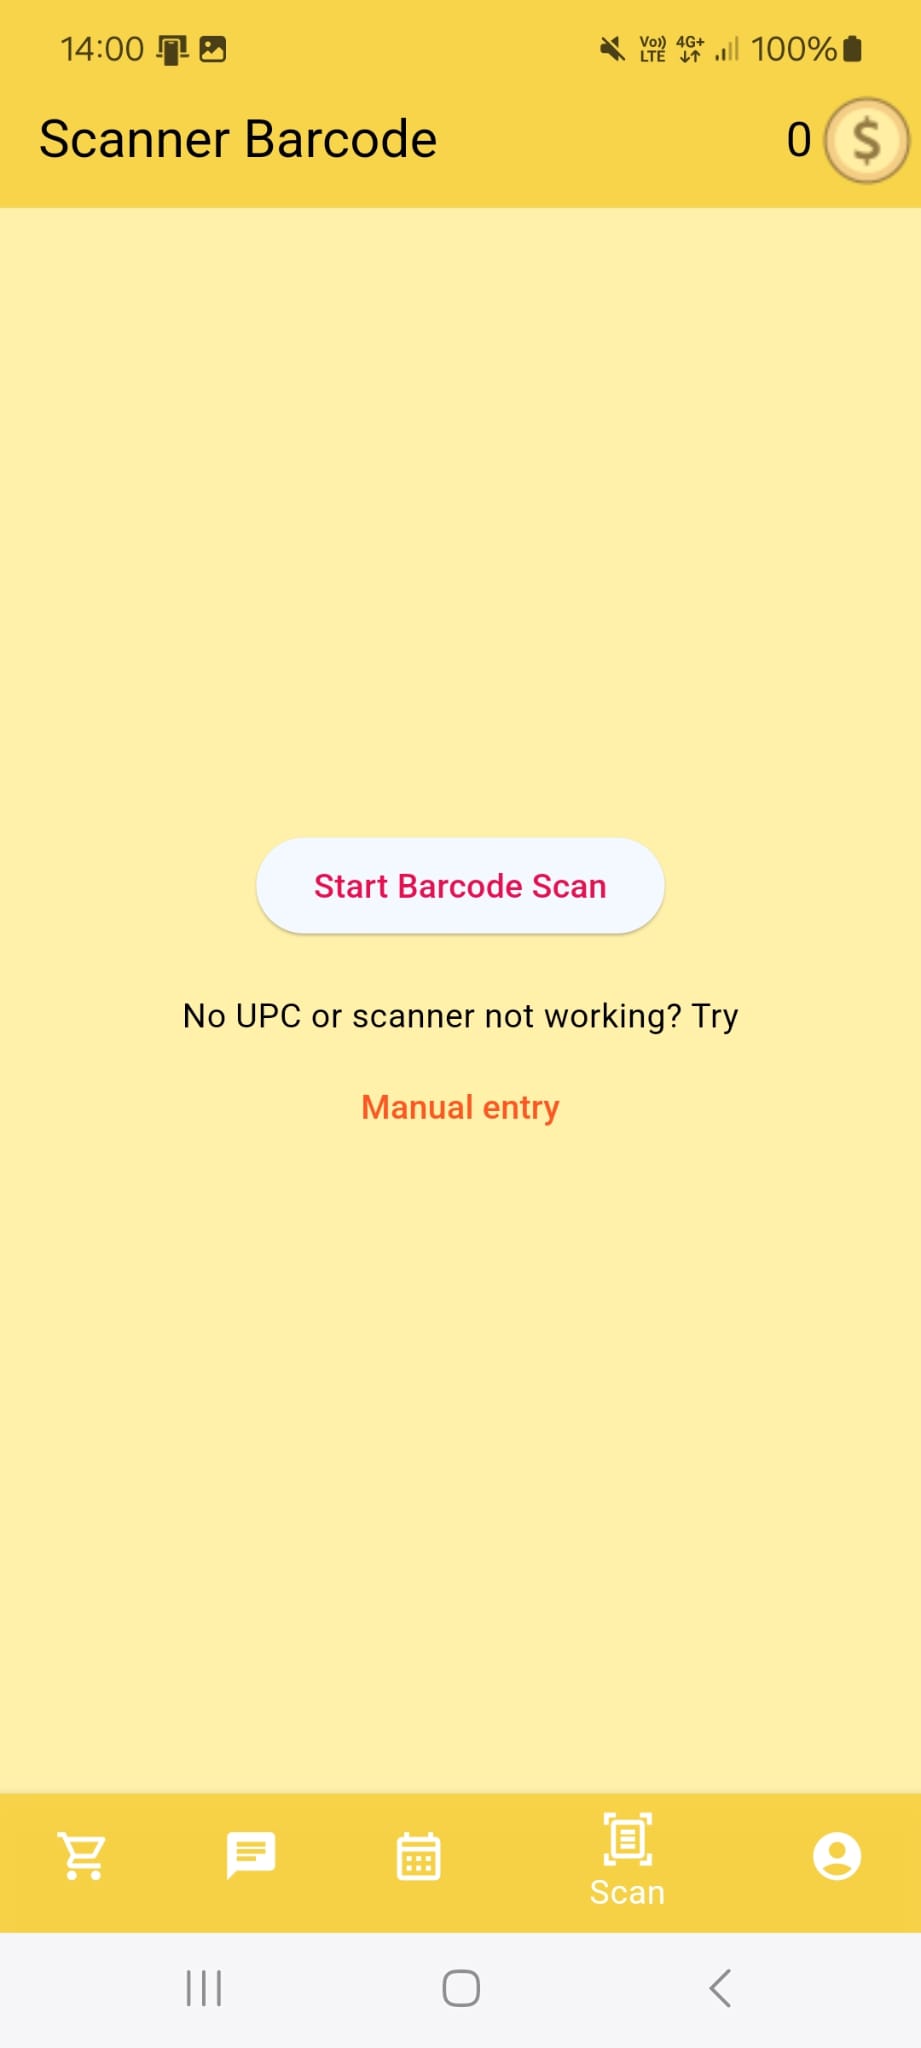 14:00 Vo)) LTE 4G+ 100%
Scanner Barcode 0 $
Start Barcode Scan
No UPC or scanner not working? Try
Manual entry
Scan